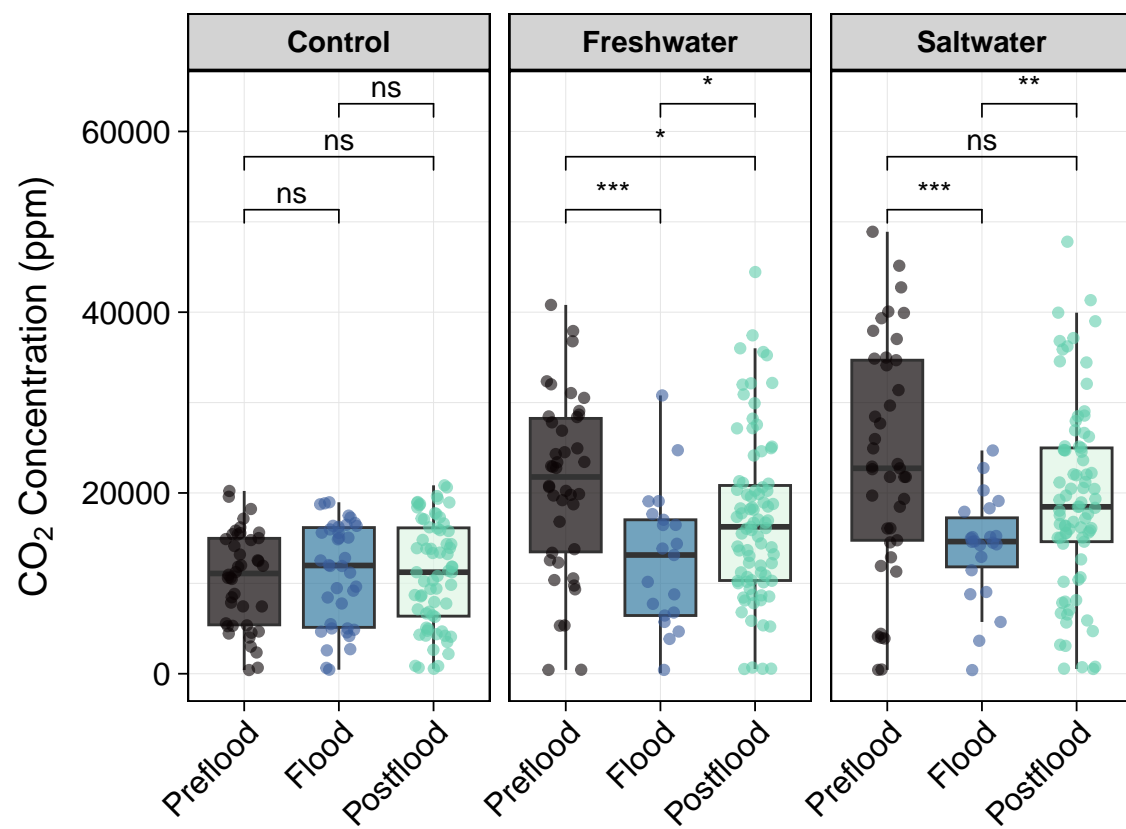 Control Freshwater Saltwater
ns * **
ns * ns
ns *** ***
60000
40000
20000
0
CO₂ Concentration (ppm)
Preflood Flood Postflood Preflood Flood Postflood Preflood Flood Postflood